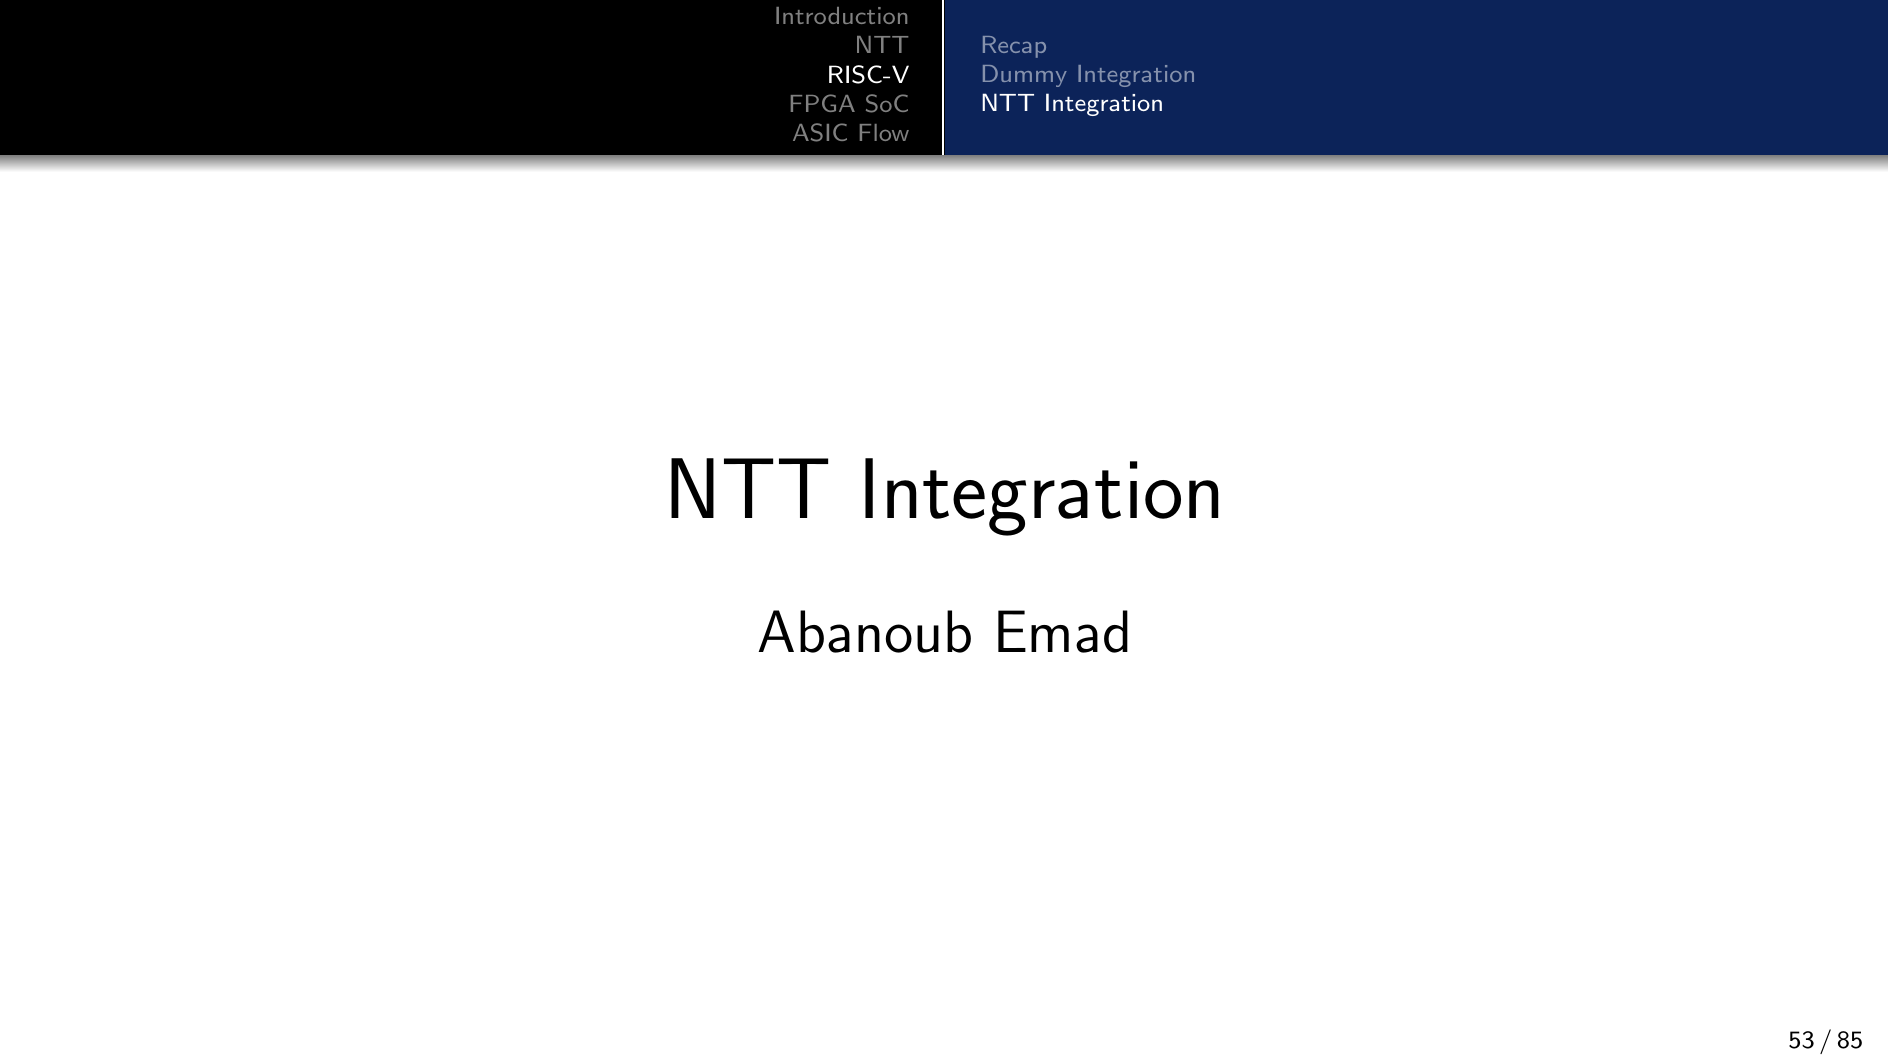 Introduction
NTT
RISC-V
FPGA SoC
ASIC Flow
Recap
Dummy Integration
NTT Integration
NTT Integration
Abanoub Emad
53 / 85